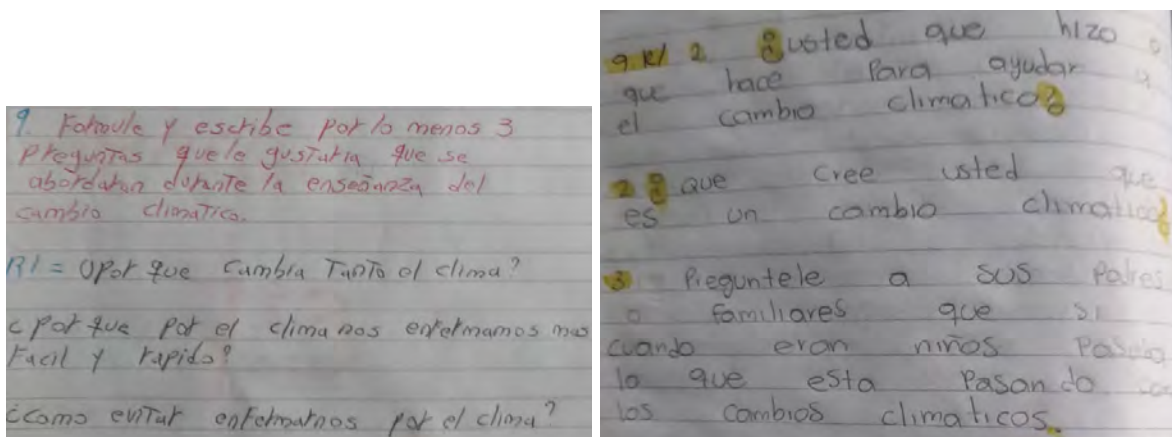 9. Formule y escribe por lo menos 3
preguntas que le gustaria que se
abordaran durante la enseñanza del
cambio climatico.
R/= ¿Por que cambia Tanto el clima?
¿por que por el clima nos enfermamos mas
Facil y rapido?
¿como evitar enfermarnos por el clima?
9. R/ ¿usted que hizo o
que hace Para ayudar a
el cambio climatico?
2 ¿que cree usted que
es un cambio climatico?
3 Preguntele a sus Padres
o familiares que si
cuando eran niños Pasaba
lo que esta Pasando con
los cambios climaticos.